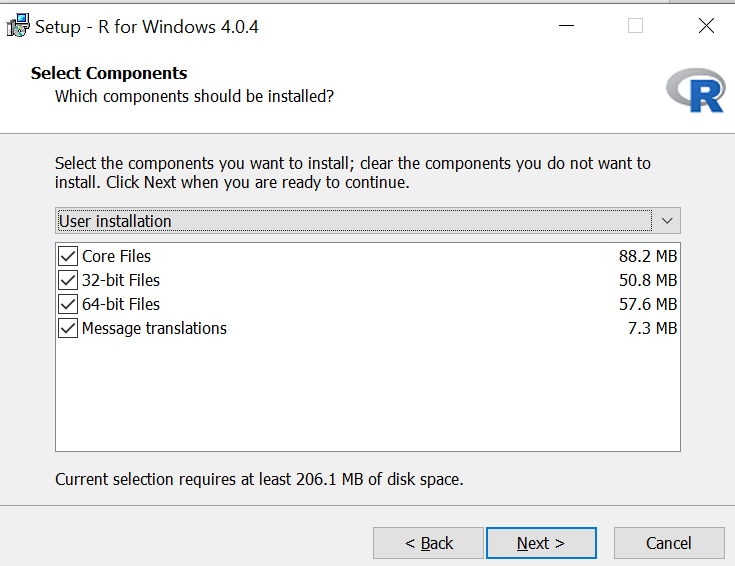 Setup - R for Windows 4.0.4
Select Components
Which components should be installed?
R
Select the components you want to install; clear the components you do not want to
install. Click Next when you are ready to continue.
User installation
Core Files 88.2 MB
32-bit Files 50.8 MB
64-bit Files 57.6 MB
Message translations 7.3 MB
Current selection requires at least 206.1 MB of disk space.
< Back Next > Cancel